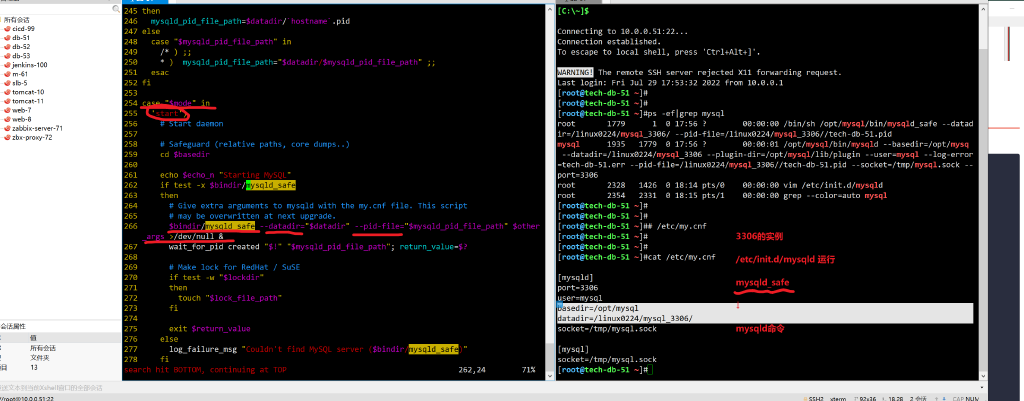 所有会话
cicd-99
db-51
db-52
db-53
jenkins-100
m-61
slb-5
tomcat-10
tomcat-11
web-7
web-8
zabbix-server-71
zbx-proxy-72
会话属性
值
所有会话
文件夹
13
245 then
246 mysqld_pid_file_path=$datadir/`hostname`.pid
247 else
248 case "$mysqld_pid_file_path" in
249 /* ) ;;
250 * ) mysqld_pid_file_path="$datadir/$mysqld_pid_file_path" ;;
251 esac
252 fi
253
254 case "$mode" in
255 'start')
256 # Start daemon
257
258 # Safeguard (relative paths, core dumps..)
259 cd $basedir
260
261 echo $echo_n "Starting MySQL"
262 if test -x $bindir/mysqld_safe
263 then
264 # Give extra arguments to mysqld with the my.cnf file. This script
265 # may be overwritten at next upgrade.
266 $bindir/mysqld_safe --datadir="$datadir" --pid-file="$mysqld_pid_file_path" $other
_args >/dev/null &
267 wait_for_pid created "$!" "$mysqld_pid_file_path"; return_value=$?
268
269 # Make lock for RedHat / SuSE
270 if test -w "$lockdir"
271 then
272 touch "$lock_file_path"
273 fi
274
275 exit $return_value
276 else
277 log_failure_msg "Couldn't find MySQL server ($bindir/mysqld_safe)"
278 fi
search hit BOTTOM, continuing at TOP 262,24 71%
[C:\~]$
Connecting to 10.0.0.51:22...
Connection established.
To escape to local shell, press 'Ctrl+Alt+]'.
WARNING! The remote SSH server rejected X11 forwarding request.
Last login: Fri Jul 29 17:53:32 2022 from 10.0.0.1
[root@tech-db-51 ~]#
[root@tech-db-51 ~]#
[root@tech-db-51 ~]#ps -ef|grep mysql
root 1779 1 0 17:56 ? 00:00:00 /bin/sh /opt/mysql/bin/mysqld_safe --datad
ir=/linux0224/mysql_3306/ --pid-file=/linux0224/mysql_3306//tech-db-51.pid
mysql 1935 1779 0 17:56 ? 00:00:01 /opt/mysql/bin/mysqld --basedir=/opt/mysq
l --datadir=/linux0224/mysql_3306 --plugin-dir=/opt/mysql/lib/plugin --user=mysql --log-error
=tech-db-51.err --pid-file=/linux0224/mysql_3306//tech-db-51.pid --socket=/tmp/mysql.sock --
port=3306
root 2328 1426 0 18:14 pts/0 00:00:00 vim /etc/init.d/mysqld
root 2354 2331 0 18:15 pts/1 00:00:00 grep --color=auto mysql
[root@tech-db-51 ~]#
[root@tech-db-51 ~]#
[root@tech-db-51 ~]## /etc/my.cnf
3306的实例
[root@tech-db-51 ~]#
[root@tech-db-51 ~]#cat /etc/my.cnf
/etc/init.d/mysqld 运行
[mysqld]
port=3306
mysqld_safe
user=mysql
basedir=/opt/mysql
↓
datadir=/linux0224/mysql_3306/
socket=/tmp/mysql.sock
mysqld命令
[mysql]
socket=/tmp/mysql.sock
[root@tech-db-51 ~]#
//root@10.0.0.51:22
SSH2 xterm 92x36 18,28 2 会话 CAP NUM